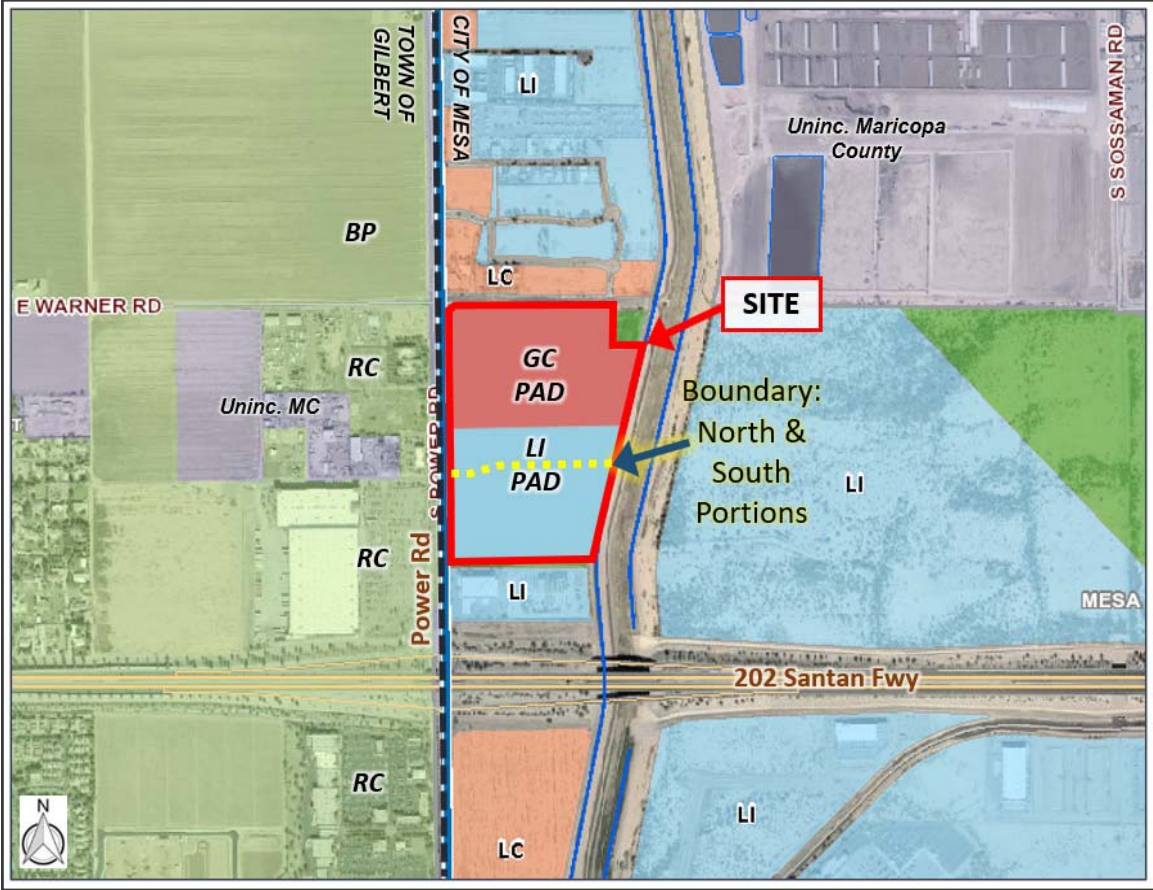 TOWN OF
GILBERT
CITY OF MESA
LI
Uninc. Maricopa
County
S SOSSAMAN RD
BP
LC
E WARNER RD
SITE
RC
GC
PAD
Uninc. MC
S POWER RD
Boundary:
North &
South
Portions
LI
PAD
LI
RC
Power Rd
LI
MESA
202 Santan Fwy
RC
LI
LC
N